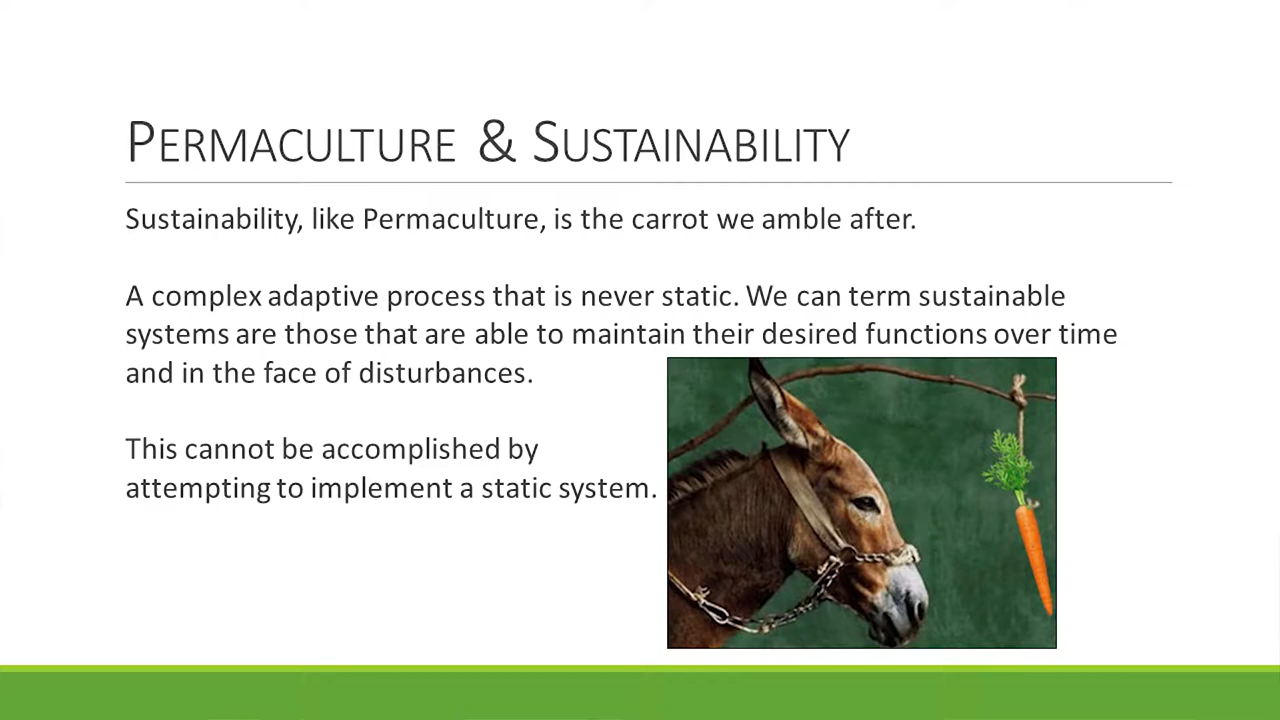 PERMACULTURE & SUSTAINABILITY
Sustainability, like Permaculture, is the carrot we amble after.
A complex adaptive process that is never static. We can term sustainable
systems are those that are able to maintain their desired functions over time
and in the face of disturbances.
This cannot be accomplished by
attempting to implement a static system.